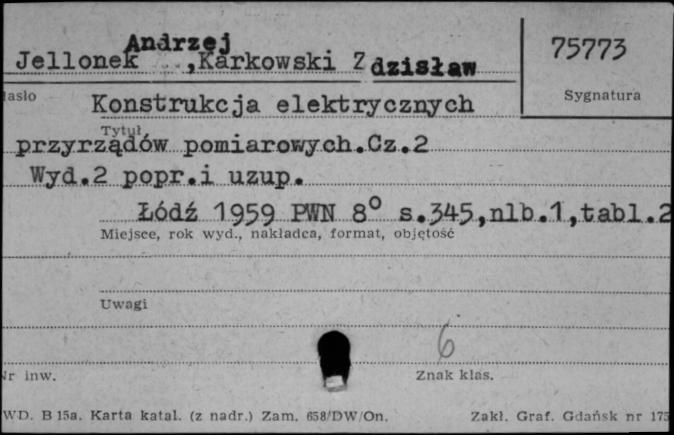 Andrzej
Jellonek ,Karkowski Zdzisław
75773
Sygnatura
Hasło
Konstrukcja elektrycznych
Tytuł
przyrządów pomiarowych.Cz.2
Wyd.2 popr.i uzup.
Łódź 1959 PWN 8° s.345,nlb.1,tabl.2
Miejsce, rok wyd., nakładca, format, objętość
Uwagi
6
Nr inw.
Znak klas.
WD. B 15a. Karta katal. (z nadr.) Zam. 658/DW/On.
Zakł. Graf. Gdańsk nr 175